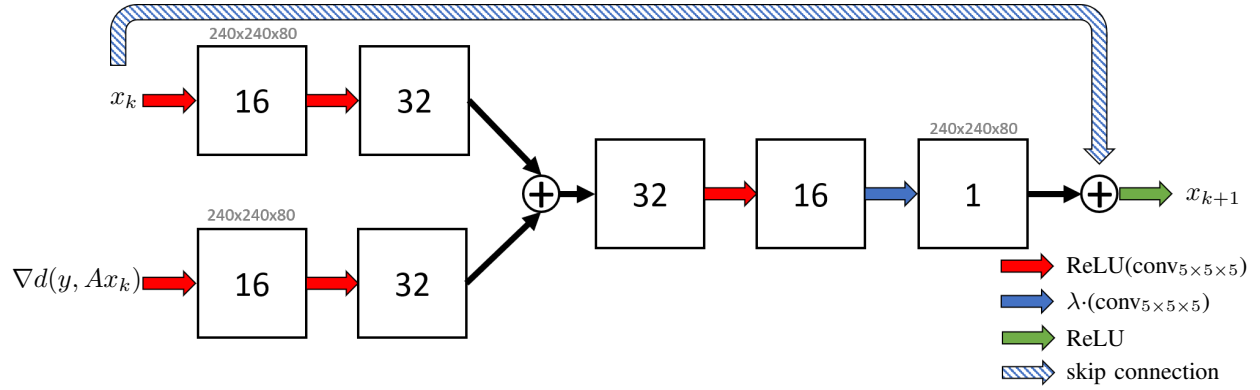 240x240x80
x_k
16
32
240x240x80
32
16
1
x_{k+1}
240x240x80
∇d(y, Ax_k)
16
32
ReLU(conv_{5×5×5})
λ·(conv_{5×5×5})
ReLU
skip connection